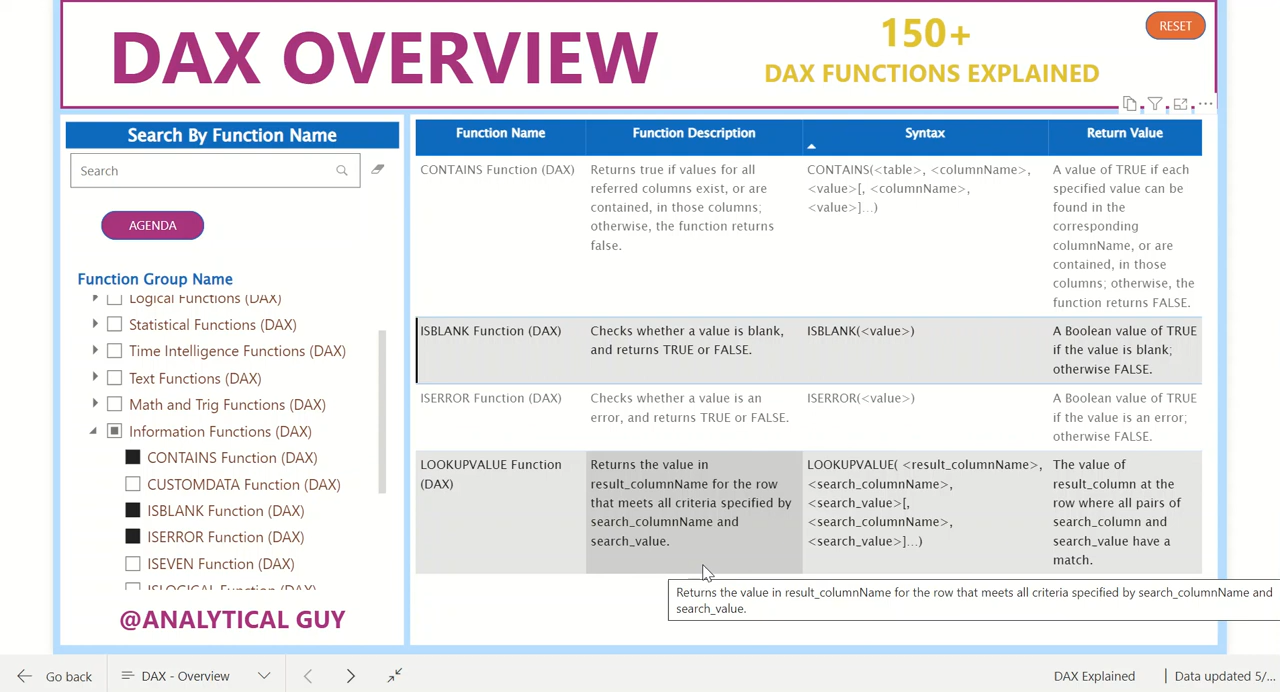 DAX OVERVIEW
150+
DAX FUNCTIONS EXPLAINED
RESET
Search By Function Name
Search
AGENDA
Function Group Name
Logical Functions (DAX)
Statistical Functions (DAX)
Time Intelligence Functions (DAX)
Text Functions (DAX)
Math and Trig Functions (DAX)
Information Functions (DAX)
CONTAINS Function (DAX)
CUSTOMDATA Function (DAX)
ISBLANK Function (DAX)
ISERROR Function (DAX)
ISEVEN Function (DAX)
ISLOGICAL Function (DAX)
@ANALYTICAL GUY
Function Name
Function Description
Syntax
Return Value
CONTAINS Function (DAX)
Returns true if values for all
referred columns exist, or are
contained, in those columns;
otherwise, the function returns
false.
CONTAINS(<table>, <columnName>,
<value>[, <columnName>,
<value>]...)
A value of TRUE if each
specified value can be
found in the
corresponding
columnName, or are
contained, in those
columns; otherwise, the
function returns FALSE.
ISBLANK Function (DAX)
Checks whether a value is blank,
and returns TRUE or FALSE.
ISBLANK(<value>)
A Boolean value of TRUE
if the value is blank;
otherwise FALSE.
ISERROR Function (DAX)
Checks whether a value is an
error, and returns TRUE or FALSE.
ISERROR(<value>)
A Boolean value of TRUE
if the value is an error;
otherwise FALSE.
LOOKUPVALUE Function
(DAX)
Returns the value in
result_columnName for the row
that meets all criteria specified by
search_columnName and
search_value.
LOOKUPVALUE( <result_columnName>,
<search_columnName>,
<search_value>[,
<search_columnName>,
<search_value>]...)
The value of
result_column at the
row where all pairs of
search_column and
search_value have a
match.
Returns the value in result_columnName for the row that meets all criteria specified by search_columnName and
search_value.
Go back
DAX - Overview
DAX Explained
| Data updated 5/...